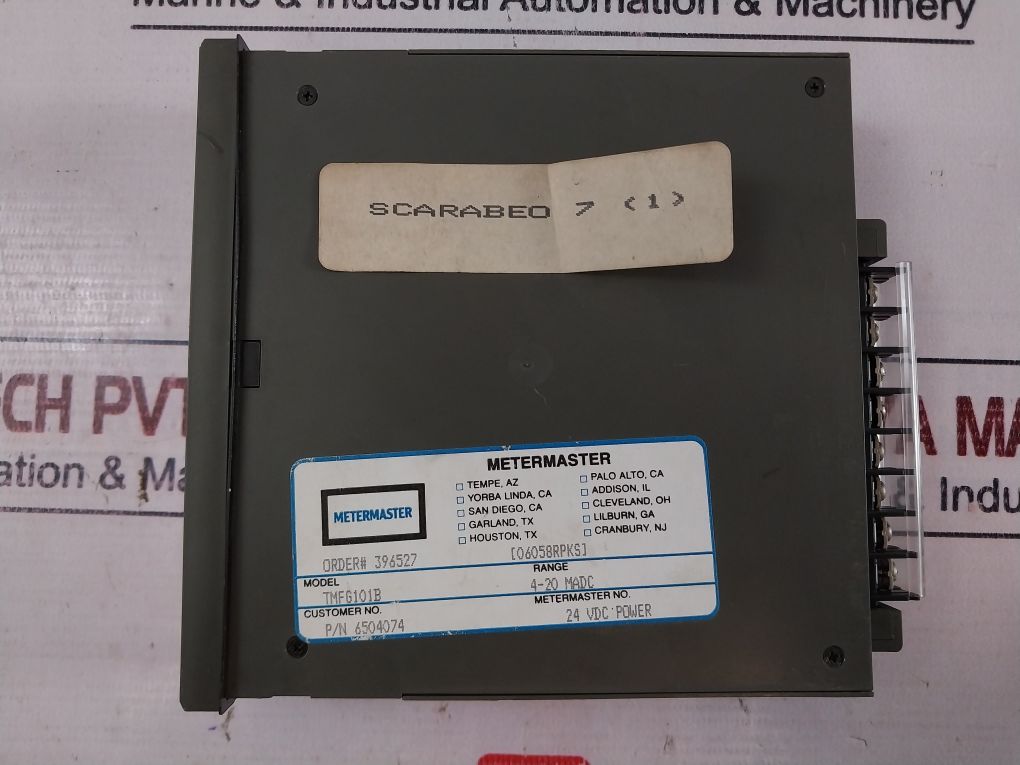 Marine & Industrial Automation & Machinery
SCARABEO 7 (1)
CH PVT
A MA
ation & Ma
& Indu
METERMASTER
METERMASTER
TEMPE, AZ
YORBA LINDA, CA
SAN DIEGO, CA
GARLAND, TX
HOUSTON, TX
PALO ALTO, CA
ADDISON, IL
CLEVELAND, OH
LILBURN, GA
CRANBURY, NJ
ORDER# 396527
[06058RPKS]
MODEL
TMF6101B
RANGE
4-20 MADC
CUSTOMER NO.
P/N 6504074
METERMASTER NO.
24 VDC POWER